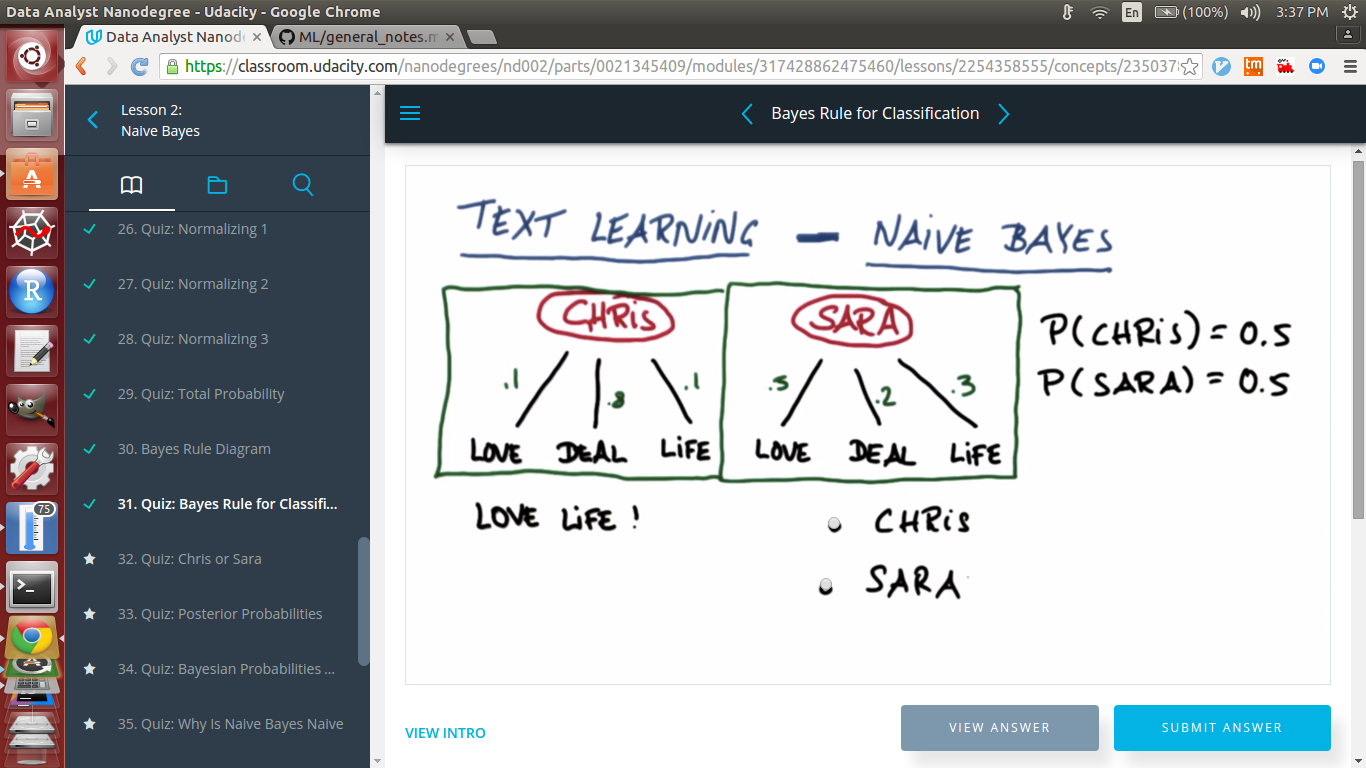 Data Analyst Nanodegree - Udacity - Google Chrome
En (100%) 3:37 PM
Data Analyst Nanod
ML/general_notes.m
https://classroom.udacity.com/nanodegrees/nd002/parts/0021345409/modules/317428862475460/lessons/2254358555/concepts/235037
Lesson 2:
Naive Bayes
26. Quiz: Normalizing 1
27. Quiz: Normalizing 2
28. Quiz: Normalizing 3
29. Quiz: Total Probability
30. Bayes Rule Diagram
31. Quiz: Bayes Rule for Classifi...
32. Quiz: Chris or Sara
33. Quiz: Posterior Probabilities
34. Quiz: Bayesian Probabilities ...
35. Quiz: Why Is Naive Bayes Naive
75
R
tm
Bayes Rule for Classification
TEXT LEARNING - NAIVE BAYES
CHRiS
.1 .8 .1
LOVE DEAL LiFE
SARA
.5 .2 .3
LOVE DEAL LiFE
P(CHRiS) = 0.5
P(SARA) = 0.5
LOVE LiFE !
CHRiS
SARA
VIEW INTRO
VIEW ANSWER
SUBMIT ANSWER